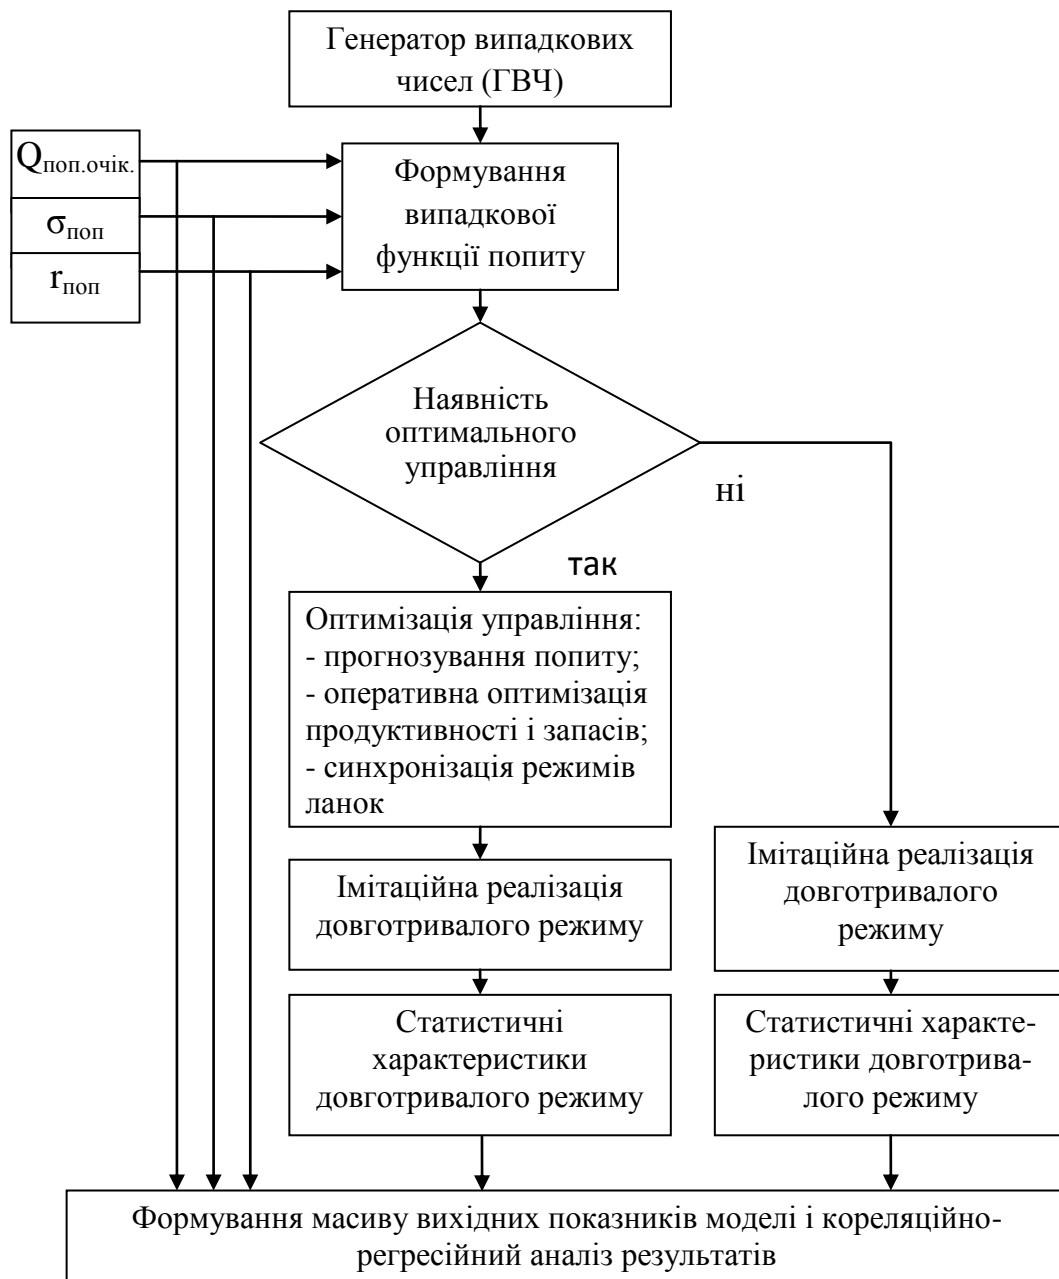 Генератор випадкових
чисел (ГВЧ)
Qпоп.очік.
σпоп
rпоп
Формування
випадкової
функції попиту
Наявність
оптимального
управління
ні
так
Оптимізація управління:
- прогнозування попиту;
- оперативна оптимізація
продуктивності і запасів;
- синхронізація режимів
ланок
Імітаційна реалізація
довготривалого режиму
Імітаційна реалізація
довготривалого
режиму
Статистичні
характеристики
довготривалого режиму
Статистичні характе-
ристики довготрива-
лого режиму
Формування масиву вихідних показників моделі і кореляційно-
регресійний аналіз результатів